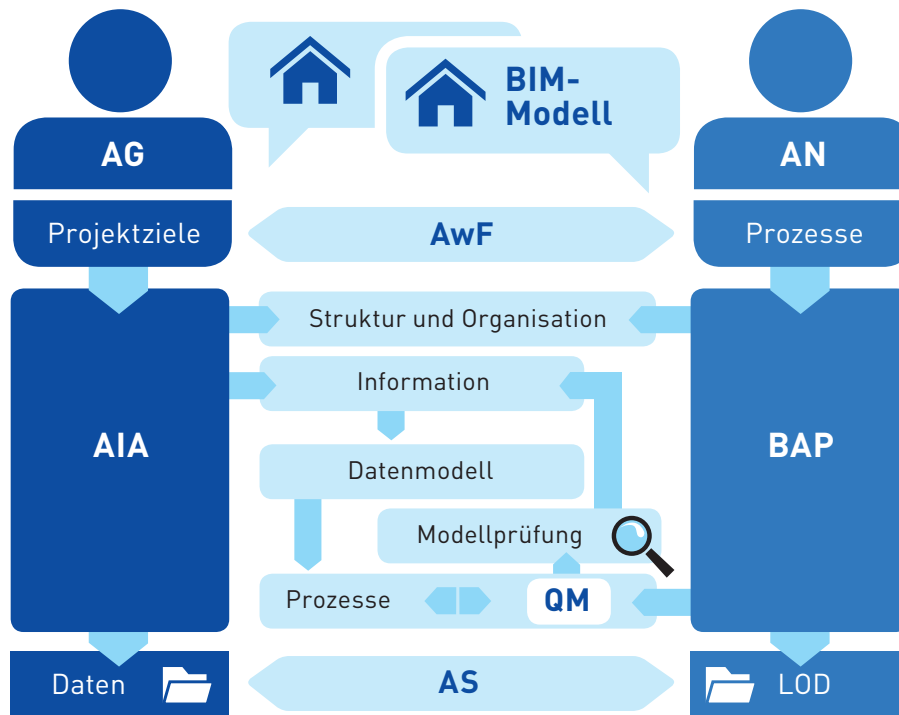 BIM-
Modell
AG
AN
Projektziele
AwF
Prozesse
Struktur und Organisation
Information
AIA
BAP
Datenmodell
Modellprüfung
Prozesse
QM
Daten
AS
LOD